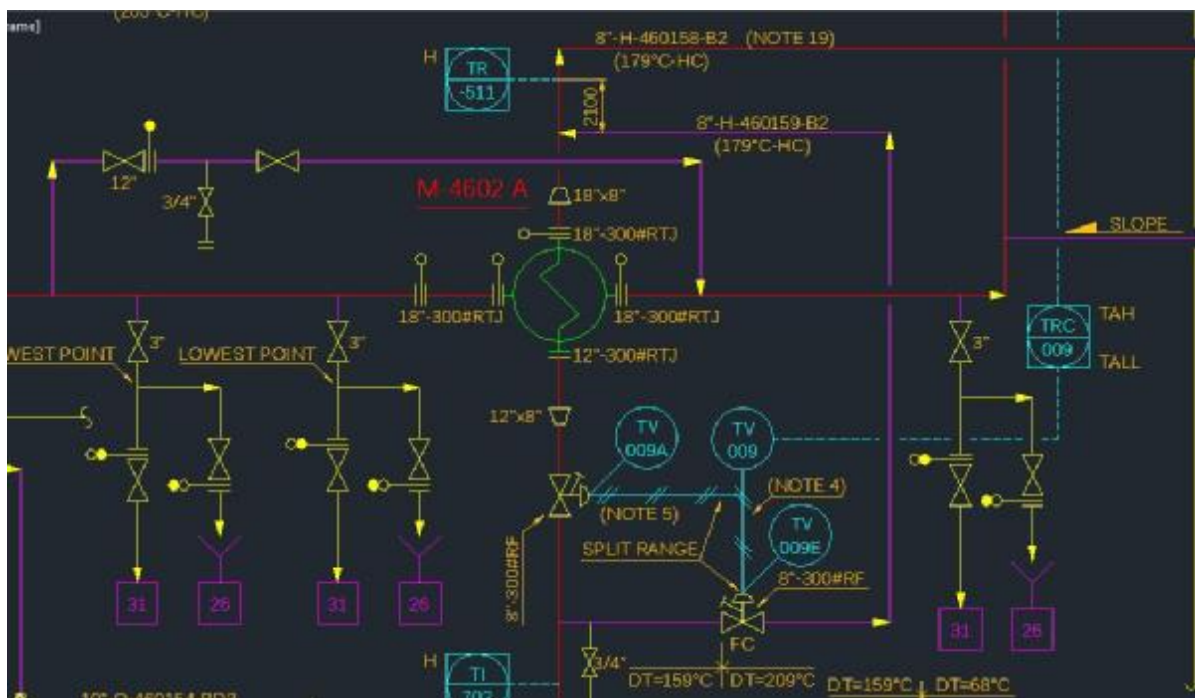 8"-H-460158-B2 (NOTE 19)
(179°C-HC)
H
TR
-511
2100
8"-H-460159-B2
(179°C-HC)
12"
3/4"
M-4602 A
18"x8"
18"-300#RTJ
SLOPE
18"-300#RTJ
18"-300#RTJ
TRC
009
TAH
TALL
3"
LOWEST POINT
3"
12"-300#RTJ
3"
12"x8"
TV
009A
TV
009
(NOTE 4)
(NOTE 5)
SPLIT RANGE
TV
009E
8"-300#RF
8"-300#RF
31
26
31
26
31
26
FC
H
TI
3/4"
DT=159°C
DT=209°C
DT=159°C
DT=68°C